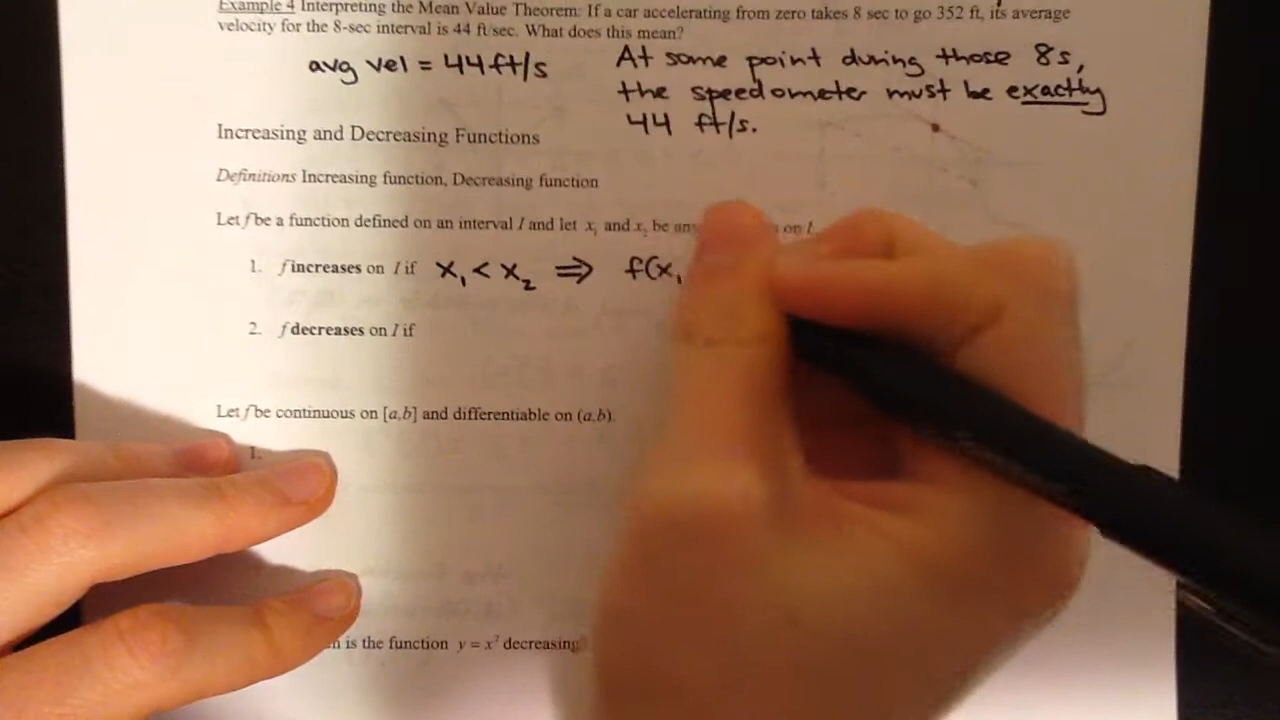 Example 4 Interpreting the Mean Value Theorem: If a car accelerating from zero takes 8 sec to go 352 ft, its average
velocity for the 8-sec interval is 44 ft/sec. What does this mean?
avg vel = 44 ft/s
At some point during those 8s,
the speedometer must be exactly
44 ft/s.
Increasing and Decreasing Functions
Definitions Increasing function, Decreasing function
Let f be a function defined on an interval I and let x₁ and x₂ be any on I.
1. f increases on I if x₁ < x₂ ⇒ f(x₁
2. f decreases on I if
Let f be continuous on [a,b] and differentiable on (a,b).
1.
is the function y = x² decreasing